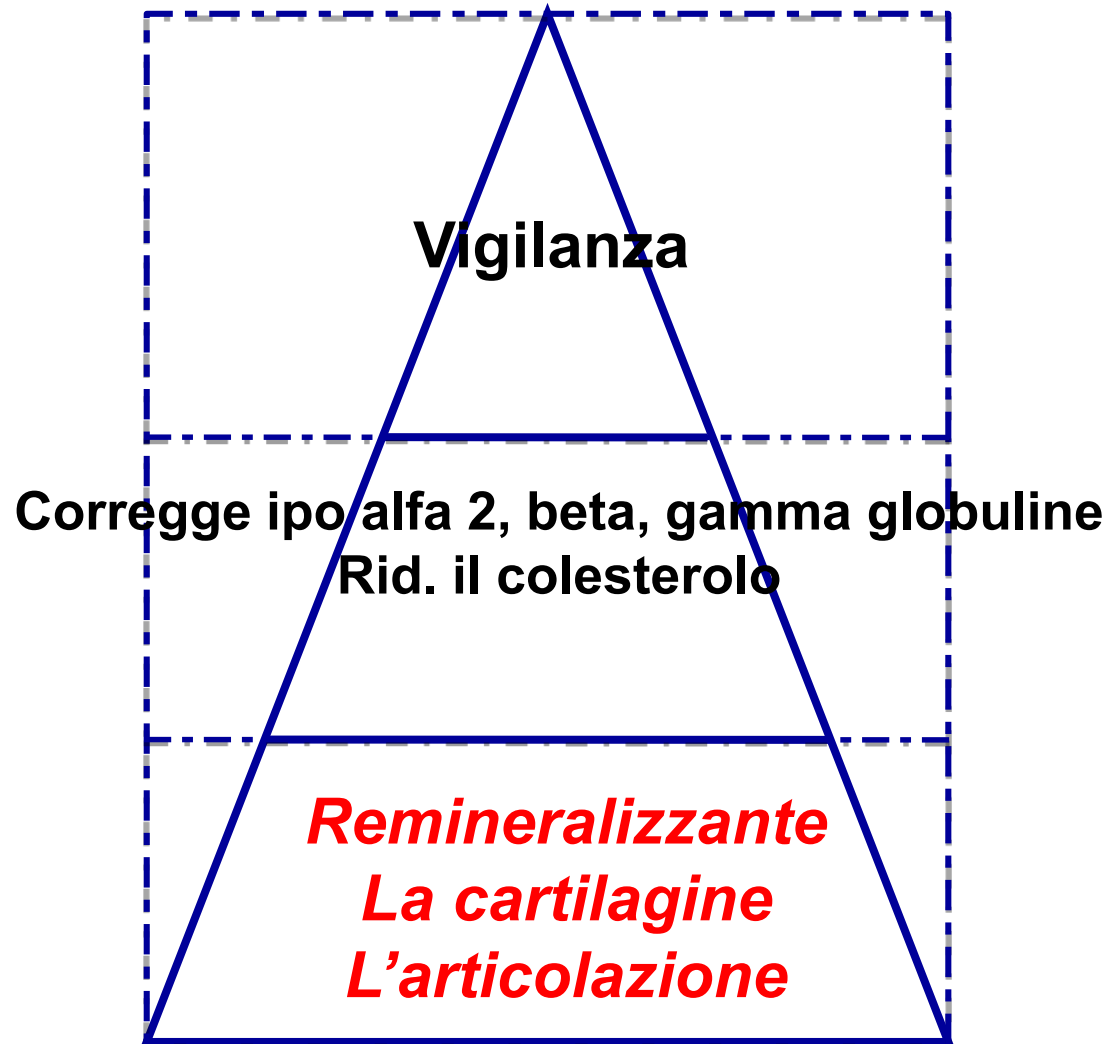 Vigilanza
Corregge ipo alfa 2, beta, gamma globuline
Rid. il colesterolo
Remineralizzante
La cartilagine
L’articolazione